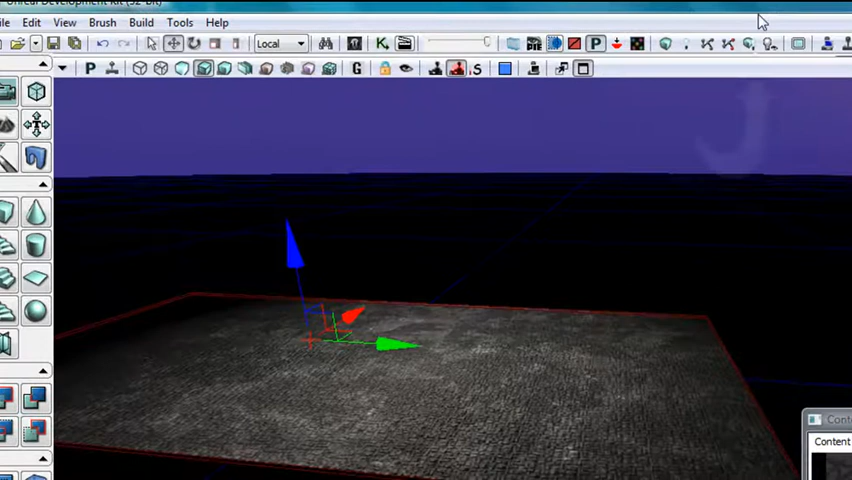 Unreal Development Kit (32-bit)
ile Edit View Brush Build Tools Help
Local
P
P G S
Conte
Content